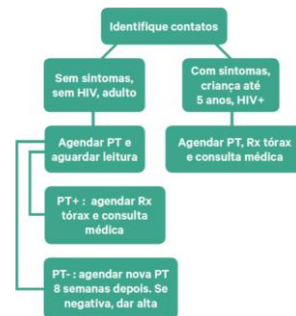 Identifique contatos
Sem sintomas,
sem HIV, adulto
Com sintomas,
criança até
5 anos, HIV+
Agendar PT e
aguardar leitura
Agendar PT, Rx tórax
e consulta médica
PT+ : agendar Rx
tórax e consulta
médica
PT- : agendar nova PT
8 semanas depois. Se
negativa, dar alta